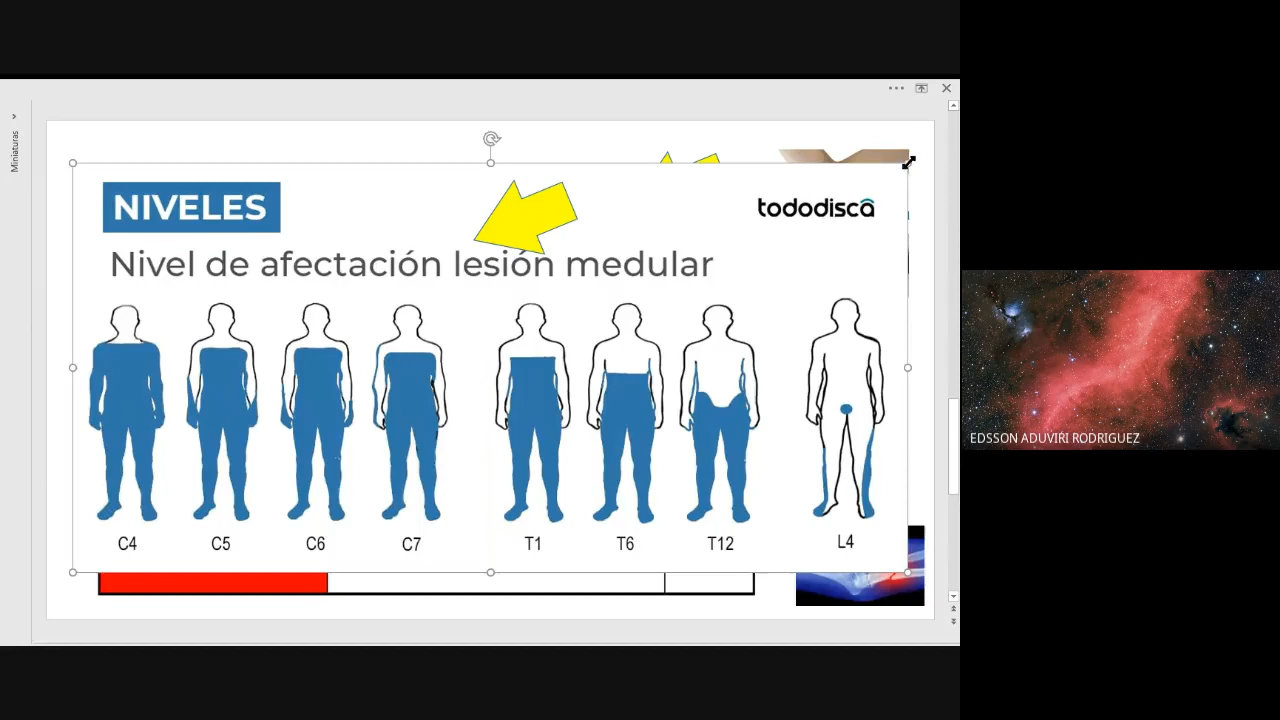 Miniaturas
NIVELES
tododisca
Nivel de afectación lesión medular
C4 C5 C6 C7 T1 T6 T12 L4
EDSSON ADUVIRI RODRIGUEZ